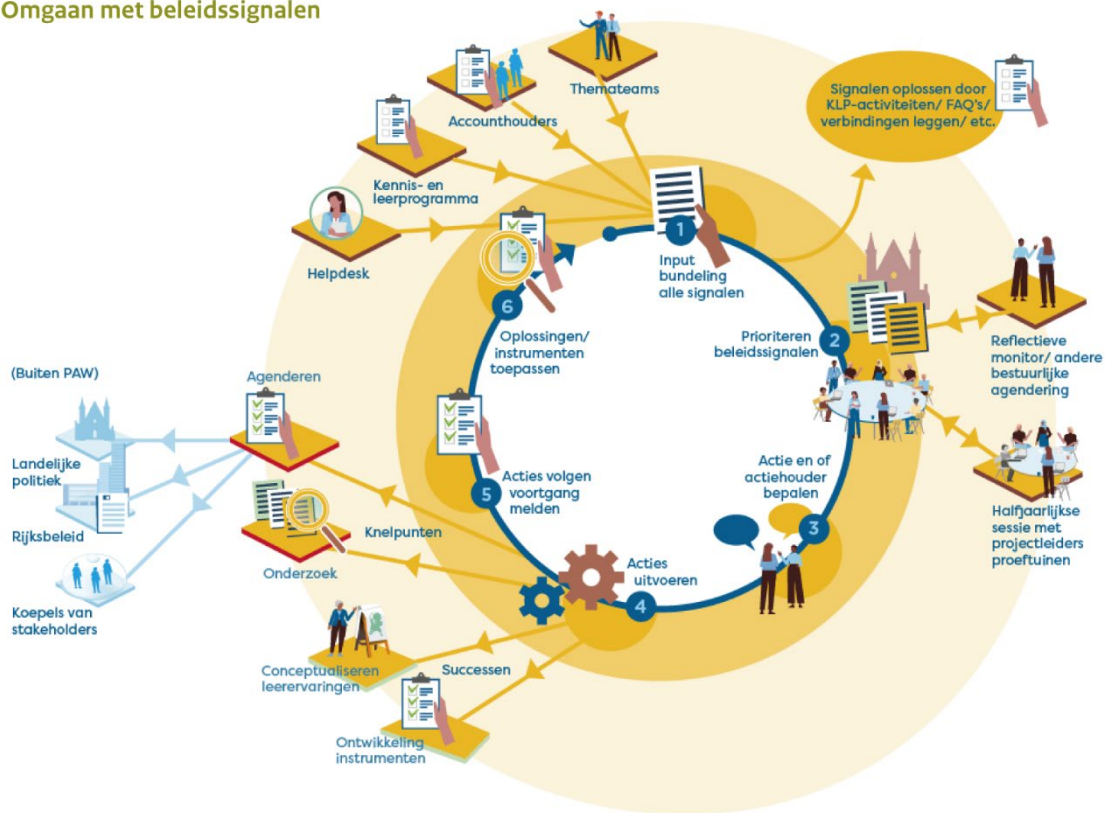 Omgaan met beleidssignalen
Themateams
Accounthouders
Kennis- en
leerprogramma
Helpdesk
Signalen oplossen door
KLP-activiteiten/ FAQ's/
verbindingen leggen/ etc.
1
Input
bundeling
alle signalen
2
Prioriteren
beleidssignalen
Reflectieve
monitor/ andere
bestuurlijke
agendering
Halfjaarlijkse
sessie met
projectleiders
proeftuinen
3
Actie en of
actiehouder
bepalen
4
Acties
uitvoeren
5
Acties volgen
voortgang
melden
6
Oplossingen/
instrumenten
toepassen
Agenderen
Knelpunten
Onderzoek
Successen
Conceptualiseren
leerervaringen
Ontwikkeling
instrumenten
(Buiten PAW)
Landelijke
politiek
Rijksbeleid
Koepels van
stakeholders